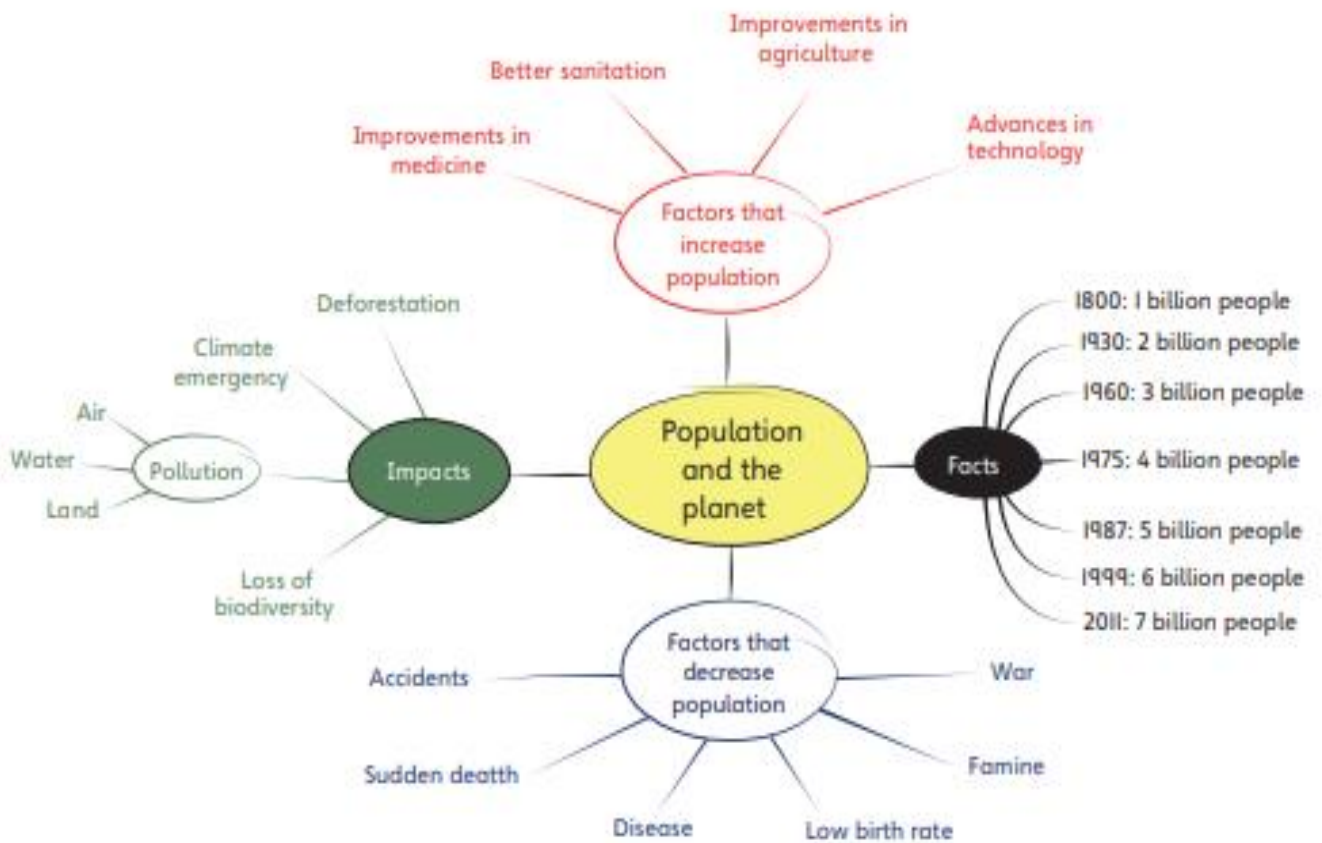 Improvements in
agriculture
Better sanitation
Improvements in
medicine
Advances in
technology
Factors that
increase
population
Deforestation
Climate
emergency
Air
Water
Land
Pollution
Impacts
Loss of
biodiversity
Population
and the
planet
Facts
1800: 1 billion people
1930: 2 billion people
1960: 3 billion people
1975: 4 billion people
1987: 5 billion people
1999: 6 billion people
2011: 7 billion people
Factors that
decrease
population
Accidents
Sudden deatth
Disease
Low birth rate
Famine
War